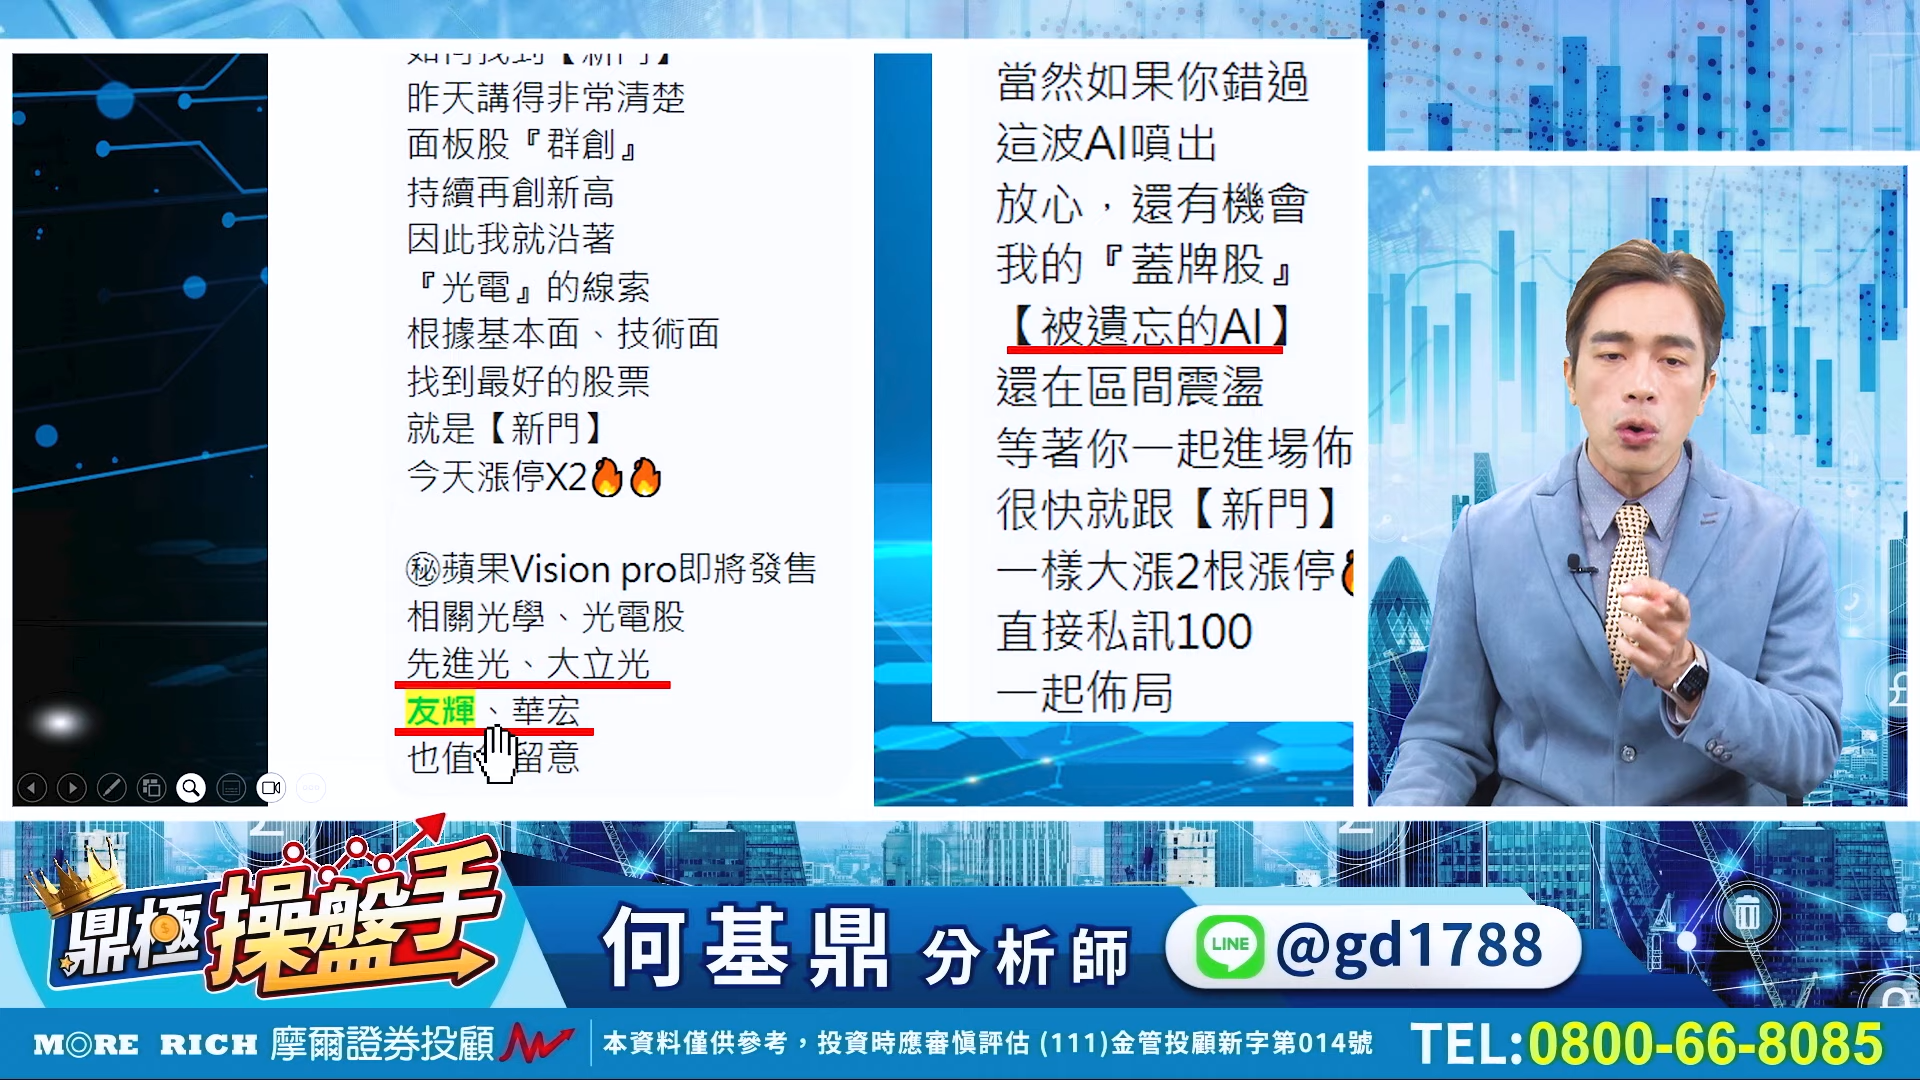 如何找到【新門】
昨天講得非常清楚
面板股『群創』
持續再創新高
因此我就沿著
『光電』的線索
根據基本面、技術面
找到最好的股票
就是【新門】
今天漲停X2🔥🔥
㊙蘋果Vision pro即將發售
相關光學、光電股
先進光、大立光
友輝、華宏
也值 留意
當然如果你錯過
這波AI噴出
放心，還有機會
我的『蓋牌股』
【被遺忘的AI】
還在區間震盪
等著你一起進場佈
很快就跟【新門】
一樣大漲2根漲停🔥
直接私訊100
一起佈局
鼎極操盤手
何基鼎 分析師
LINE @gd1788
MORE RICH 摩爾證券投顧
本資料僅供參考，投資時應審慎評估 (111)金管投顧新字第014號
TEL:0800-66-8085